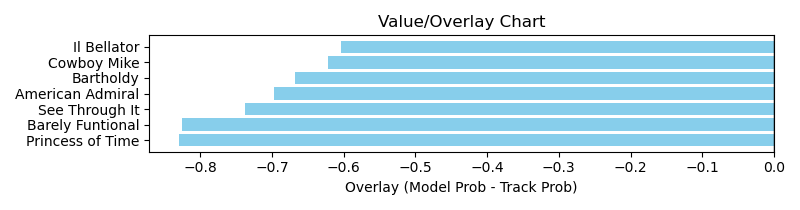 Value/Overlay Chart
Il Bellator
Cowboy Mike
Bartholdy
American Admiral
See Through It
Barely Funtional
Princess of Time
−0.8 −0.7 −0.6 −0.5 −0.4 −0.3 −0.2 −0.1 0.0
Overlay (Model Prob - Track Prob)